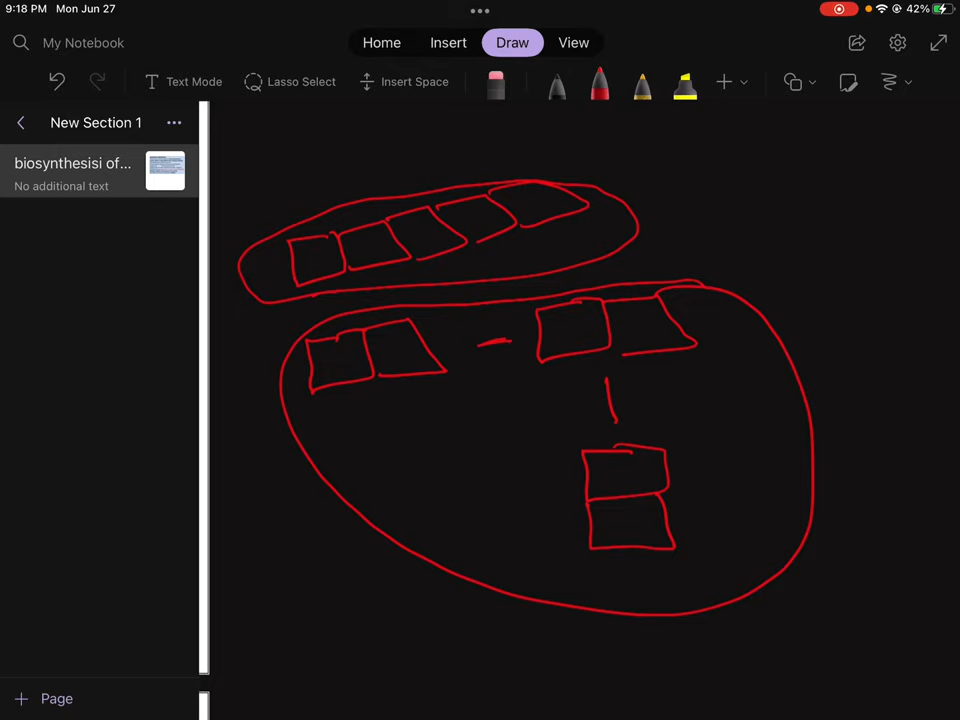 9:18 PM Mon Jun 27
42%
My Notebook
Home Insert Draw View
Text Mode Lasso Select Insert Space
New Section 1
biosynthesisi of...
No additional text
Page